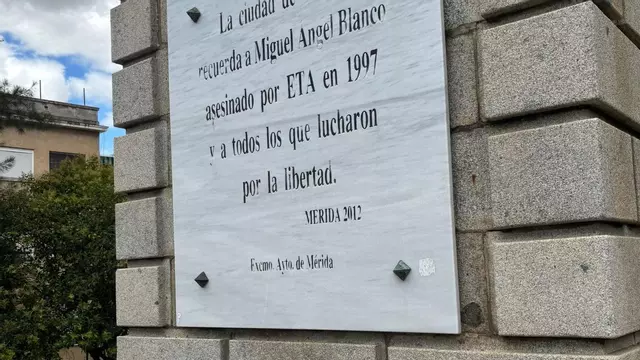 La ciudad de
recuerda a Miguel Angel Blanco
asesinado por ETA en 1997
y a todos los que lucharon
por la libertad.
MERIDA 2012
Excmo. Ayto. de Mérida